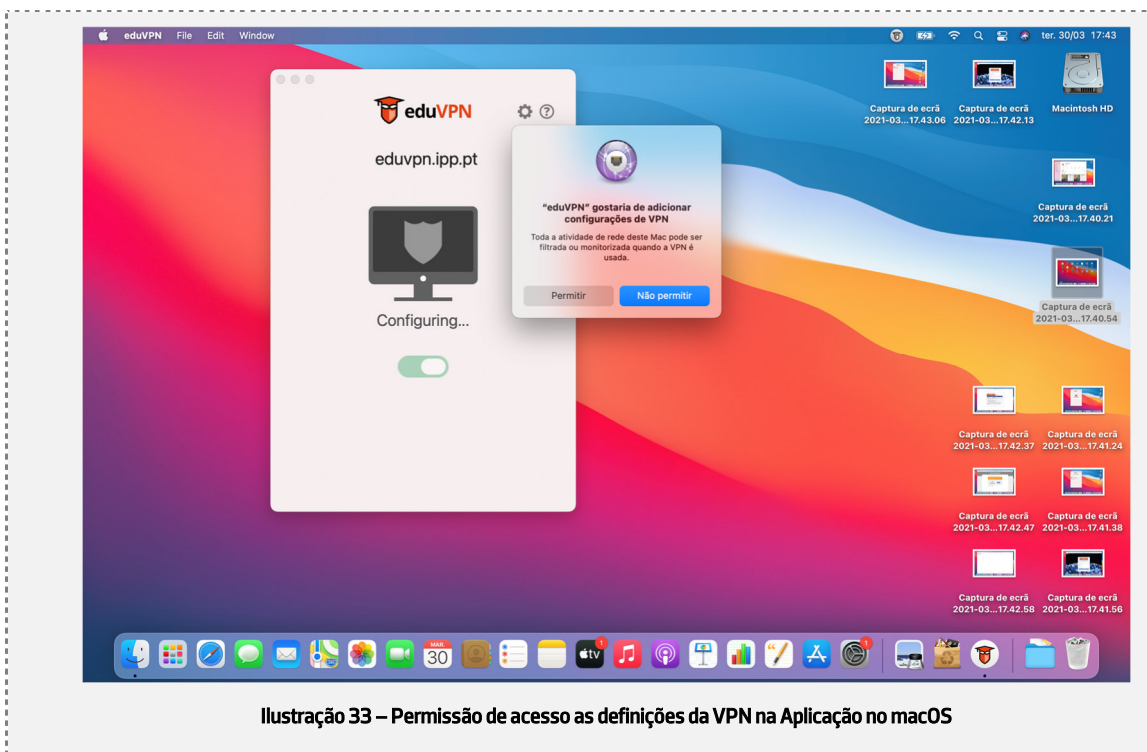 eduVPN File Edit Window
ter. 30/03 17:43
eduVPN
eduvpn.ipp.pt
Configuring...
“eduVPN” gostaria de adicionar
configurações de VPN
Toda a atividade de rede deste Mac pode ser
filtrada ou monitorizada quando a VPN é
usada.
Permitir
Não permitir
Captura de ecrã
2021-03...17.43.06
Captura de ecrã
2021-03...17.42.13
Macintosh HD
Captura de ecrã
2021-03...17.40.21
Captura de ecrã
2021-03...17.40.54
Captura de ecrã
2021-03...17.42.37
Captura de ecrã
2021-03...17.41.24
Captura de ecrã
2021-03...17.42.47
Captura de ecrã
2021-03...17.41.38
Captura de ecrã
2021-03...17.42.58
Captura de ecrã
2021-03...17.41.56
MAR.
30
tv
1
1
Ilustração 33 – Permissão de acesso as definições da VPN na Aplicação no macOS